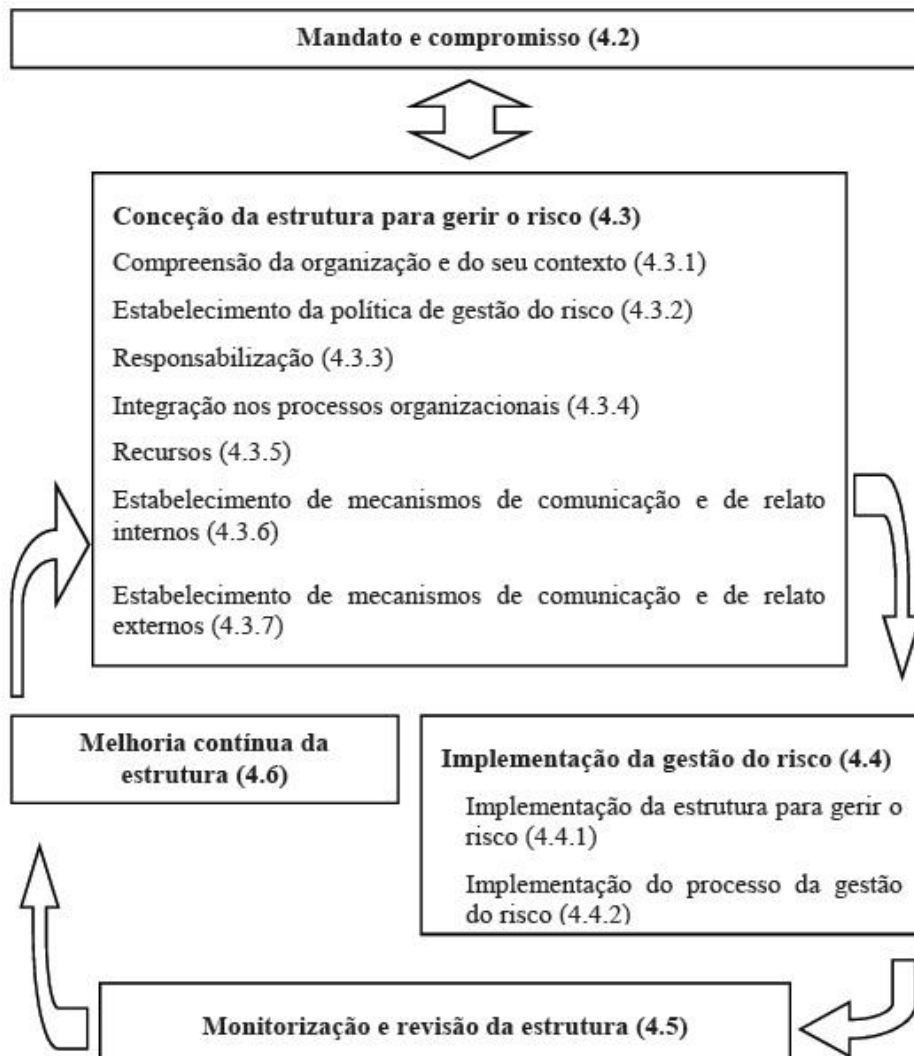 Mandato e compromisso (4.2)
Conceção da estrutura para gerir o risco (4.3)
Compreensão da organização e do seu contexto (4.3.1)
Estabelecimento da política de gestão do risco (4.3.2)
Responsabilização (4.3.3)
Integração nos processos organizacionais (4.3.4)
Recursos (4.3.5)
Estabelecimento de mecanismos de comunicação e de relato
internos (4.3.6)
Estabelecimento de mecanismos de comunicação e de relato
externos (4.3.7)
Melhoria contínua da
estrutura (4.6)
Implementação da gestão do risco (4.4)
Implementação da estrutura para gerir o
risco (4.4.1)
Implementação do processo da gestão
do risco (4.4.2)
Monitorização e revisão da estrutura (4.5)